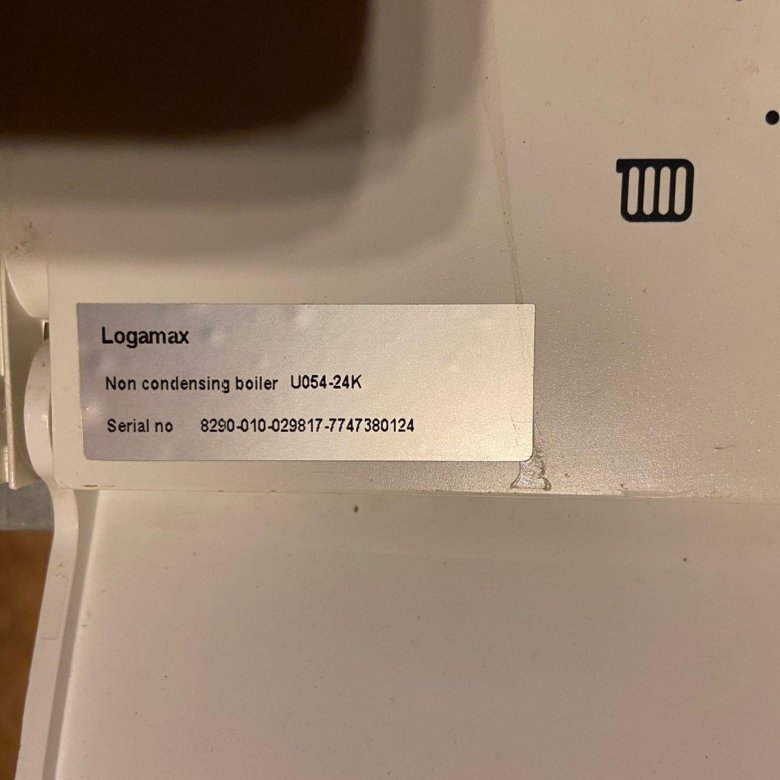 Logamax
Non condensing boiler U054-24K
Serial no 8290-010-029817-7747380124